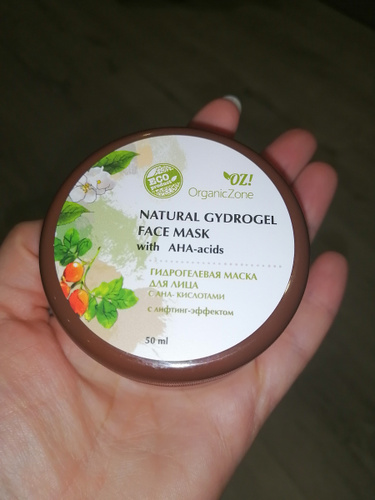 ECO
OZ!
OrganicZone
NATURAL GYDROGEL
FACE MASK
with AHA-acids
ГИДРОГЕЛЕВАЯ МАСКА
ДЛЯ ЛИЦА
С АНА- КИСЛОТАМИ
с лифтинг-эффектом
50 ml